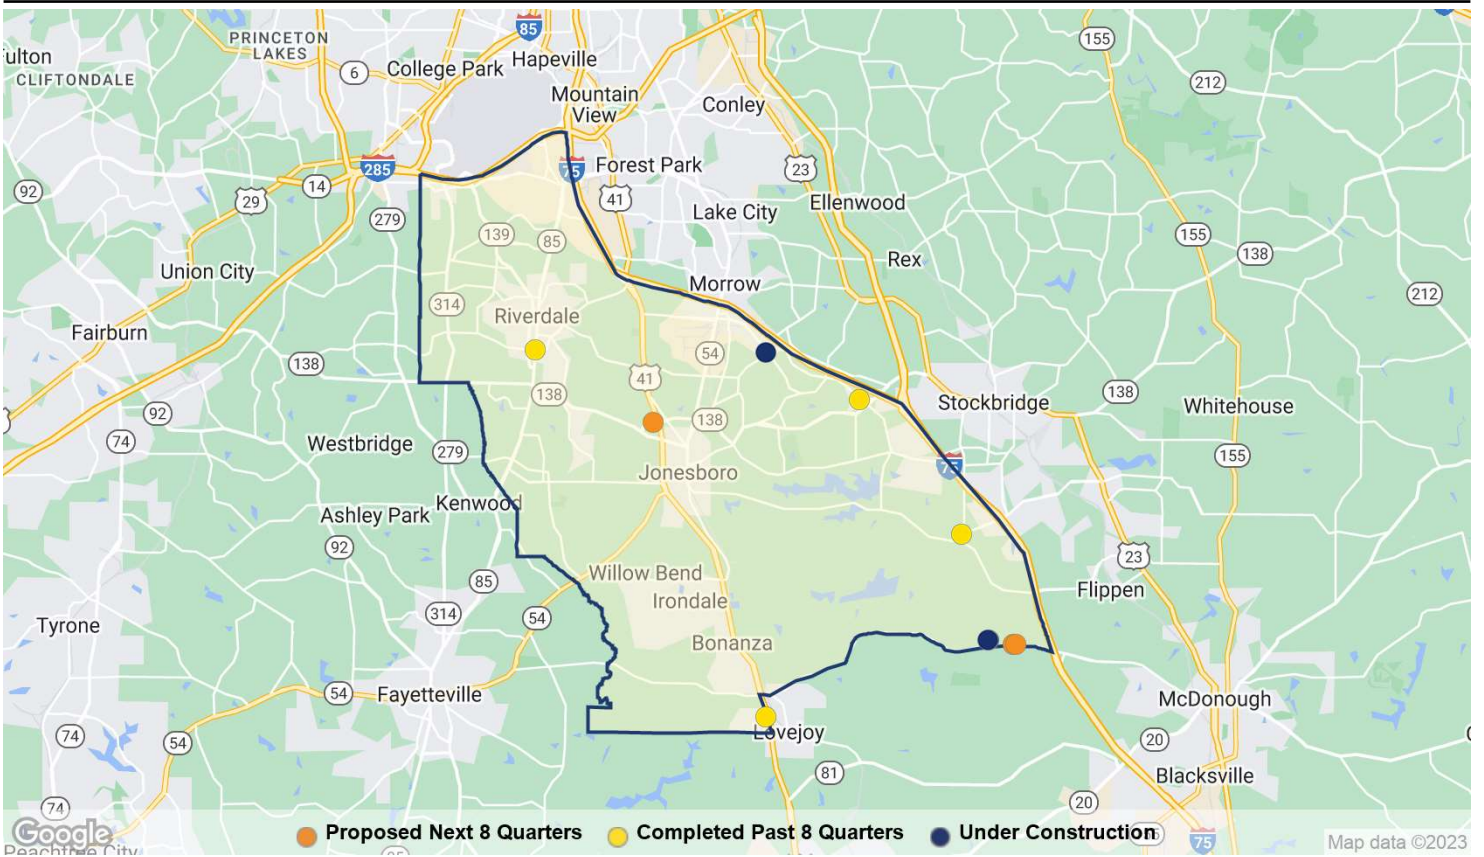 85
155
PRINCETON
LAKES
ulton
CLIFTONDALE
6
College Park
Hapeville
212
Mountain
View
Conley
285
75
Forest Park
23
92
29
14
279
41
Lake City
Ellenwood
139
85
155
138
Union City
Rex
Morrow
314
212
Riverdale
Fairburn
138
54
41
138
138
92
138
Stockbridge
Whitehouse
74
Westbridge
279
75
155
Jonesboro
Kenwood
Ashley Park
92
23
Willow Bend
85
Flippen
Irondale
314
54
Tyrone
Bonanza
54
Fayetteville
McDonough
74
54
Lovejoy
20
81
Blacksville
74
20
Google
Proposed Next 8 Quarters
Completed Past 8 Quarters
Under Construction
75
Map data ©2023
Peachtree City